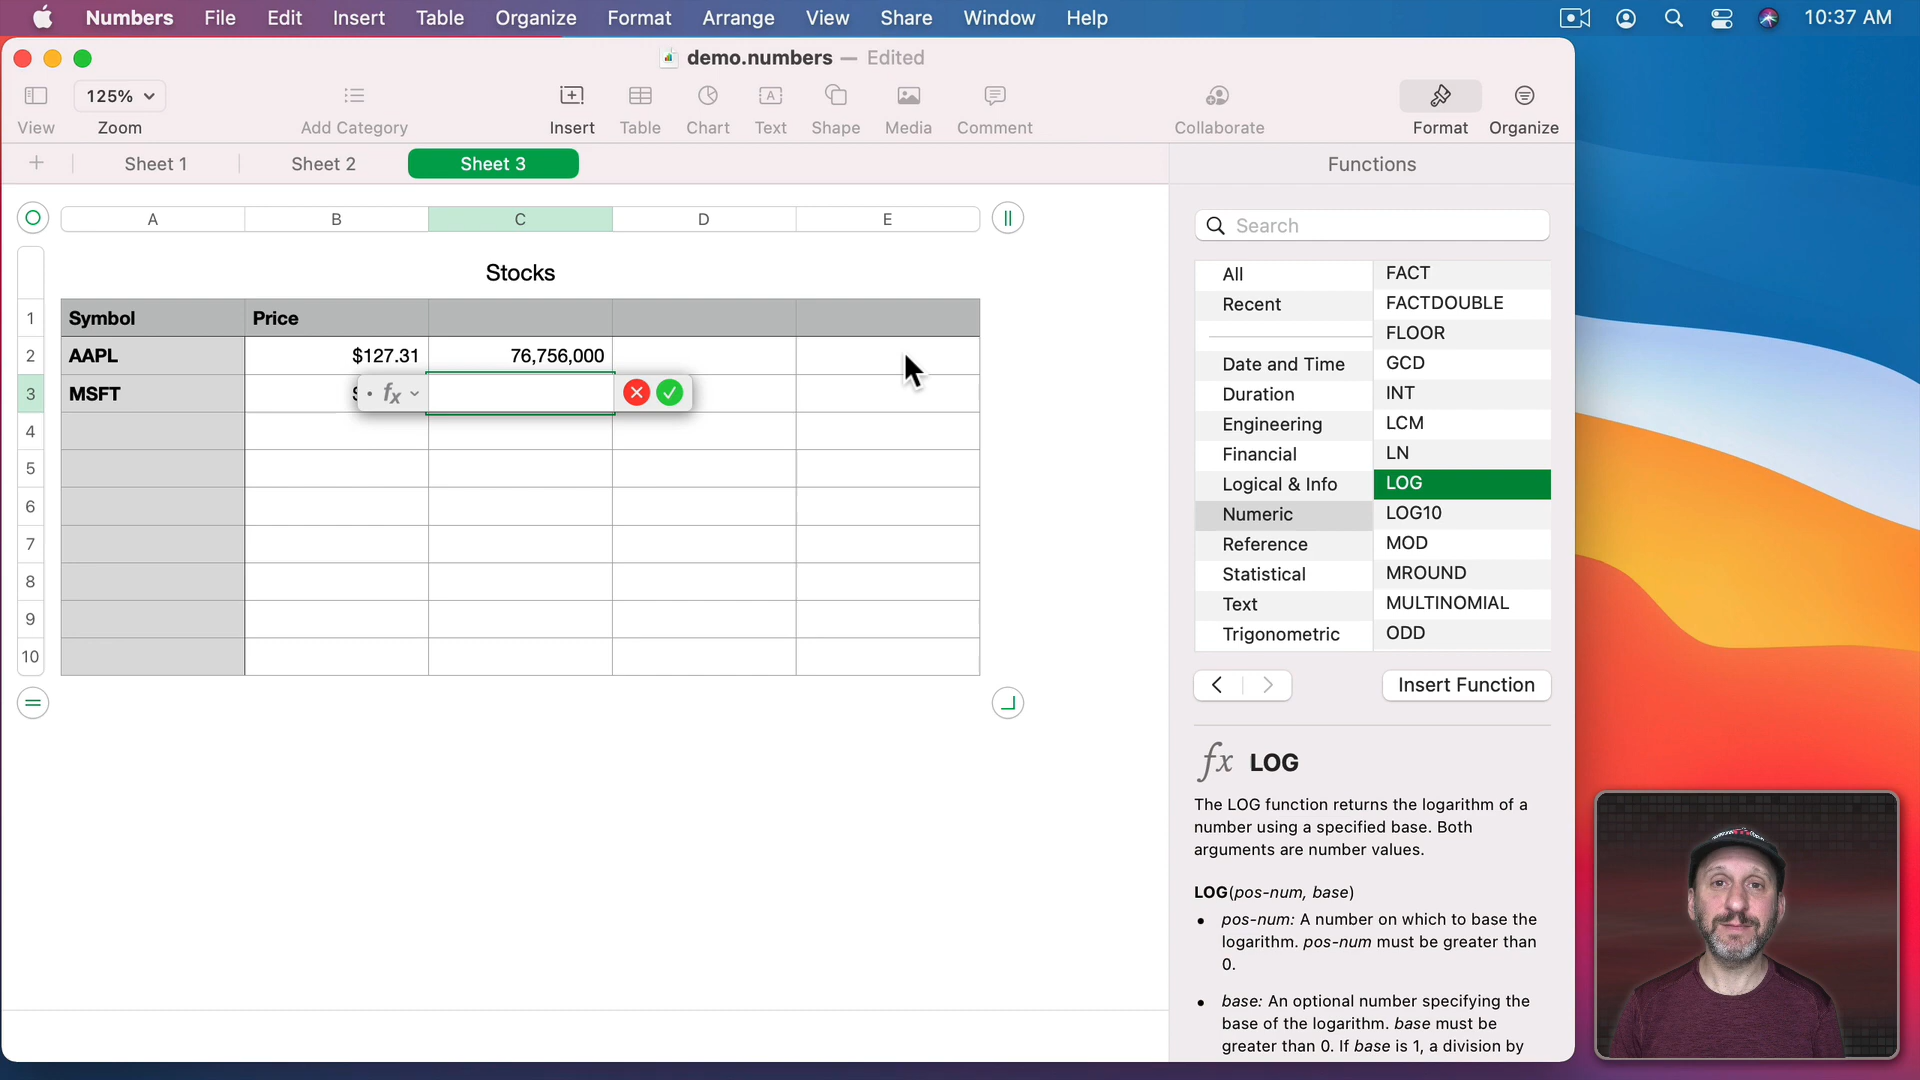 Numbers File Edit Insert Table Organize Format Arrange View Share Window Help 10:37 AM
demo.numbers — Edited
125%
View Zoom Add Category Insert Table Chart Text Shape Media Comment Collaborate Format Organize
Sheet 1 Sheet 2 Sheet 3 Functions
A B C D E
Search
Stocks
1 Symbol Price
2 AAPL $127.31 76,756,000
3 MSFT $ fx
4
5
6
7
8
9
10
All
Recent
Date and Time
Duration
Engineering
Financial
Logical & Info
Numeric
Reference
Statistical
Text
Trigonometric
FACT
FACTDOUBLE
FLOOR
GCD
INT
LCM
LN
LOG
LOG10
MOD
MROUND
MULTINOMIAL
ODD
Insert Function
fx LOG
The LOG function returns the logarithm of a
number using a specified base. Both
arguments are number values.
LOG(pos-num, base)
• pos-num: A number on which to base the
logarithm. pos-num must be greater than
0.
• base: An optional number specifying the
base of the logarithm. base must be
greater than 0. If base is 1, a division by